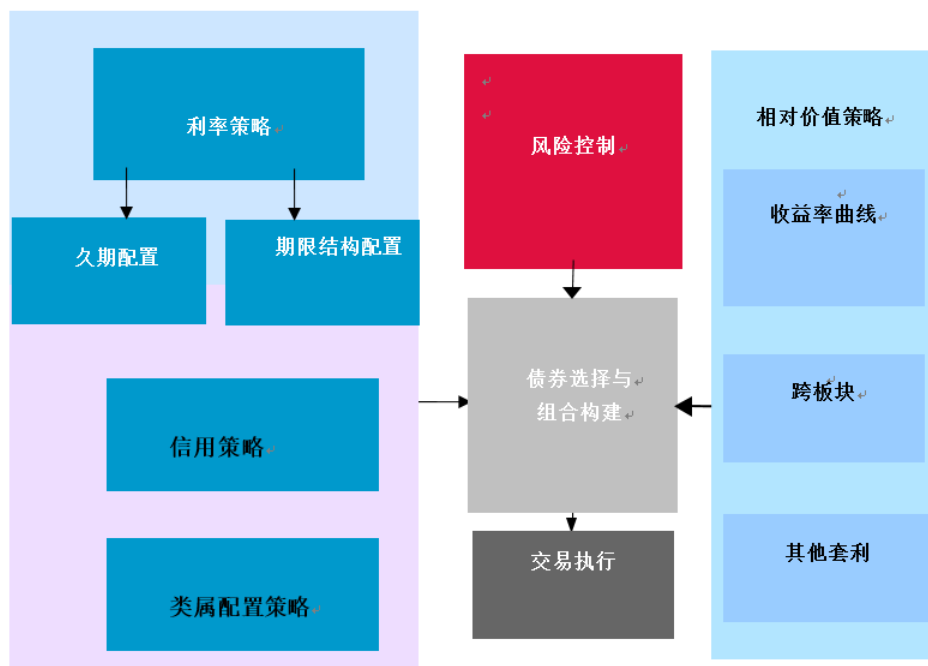 利率策略
久期配置
期限结构配置
信用策略
类属配置策略
风险控制
债券选择与
组合构建
交易执行
相对价值策略
收益率曲线
跨板块
其他套利